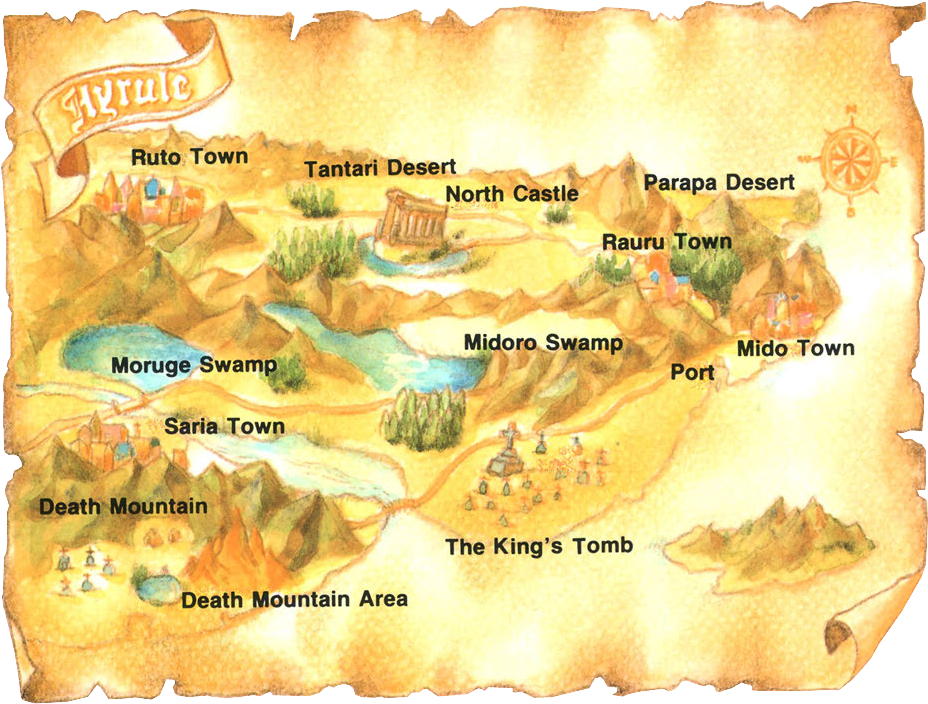 Hyrule
N
W
E
S
Ruto Town
Tantari Desert
North Castle
Parapa Desert
Rauru Town
Midoro Swamp
Mido Town
Moruge Swamp
Port
Saria Town
Death Mountain
The King's Tomb
Death Mountain Area